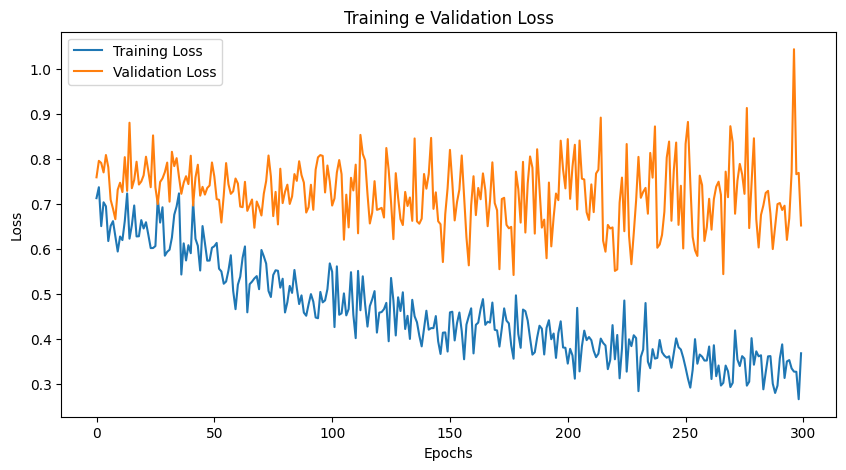 Training e Validation Loss
Training Loss
Validation Loss
Loss
1.0
0.9
0.8
0.7
0.6
0.5
0.4
0.3
0 50 100 150 200 250 300
Epochs